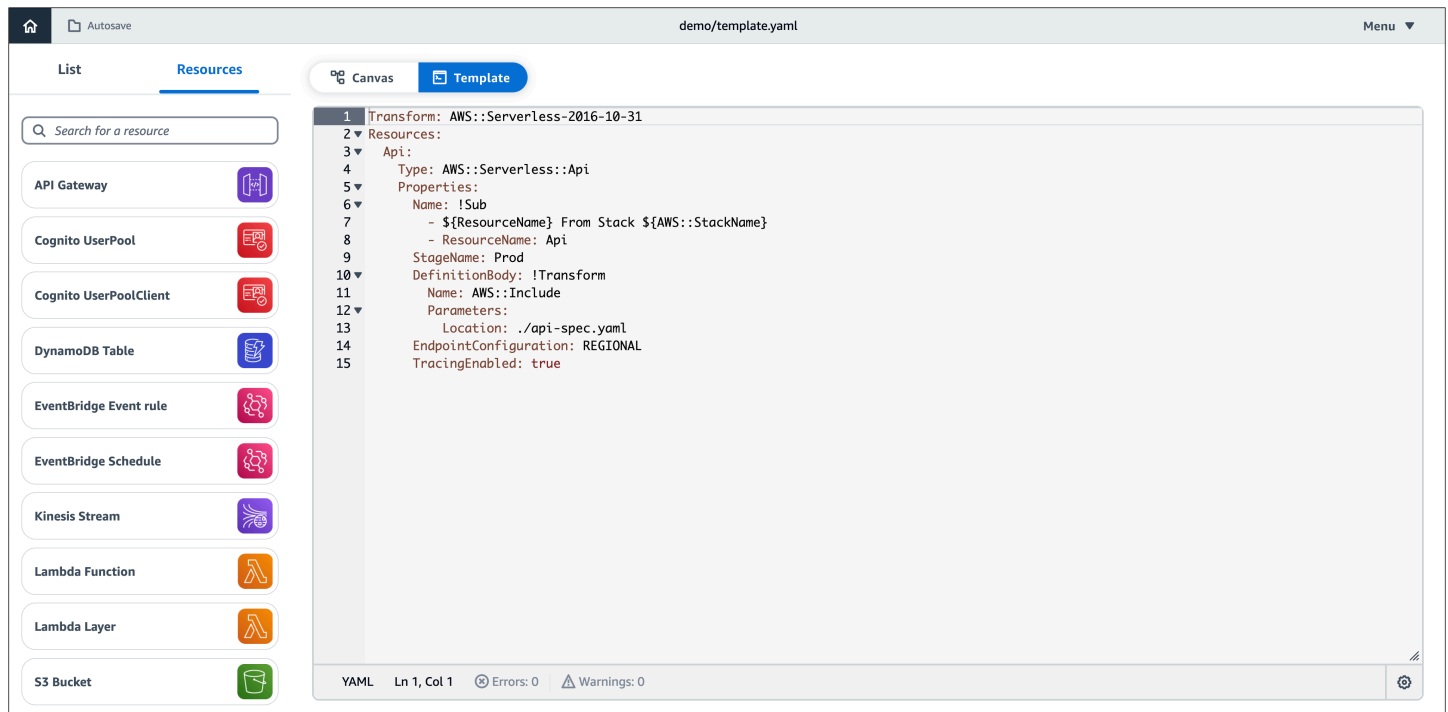 Autosave
demo/template.yaml
Menu
List
Resources
Search for a resource
API Gateway
Cognito UserPool
Cognito UserPoolClient
DynamoDB Table
EventBridge Event rule
EventBridge Schedule
Kinesis Stream
Lambda Function
Lambda Layer
S3 Bucket
Canvas
Template
1 Transform: AWS::Serverless-2016-10-31
2 Resources:
3 Api:
4 Type: AWS::Serverless::Api
5 Properties:
6 Name: !Sub
7 - ${ResourceName} From Stack ${AWS::StackName}
8 - ResourceName: Api
9 StageName: Prod
10 DefinitionBody: !Transform
11 Name: AWS::Include
12 Parameters:
13 Location: ./api-spec.yaml
14 EndpointConfiguration: REGIONAL
15 TracingEnabled: true
YAML Ln 1, Col 1 Errors: 0 Warnings: 0